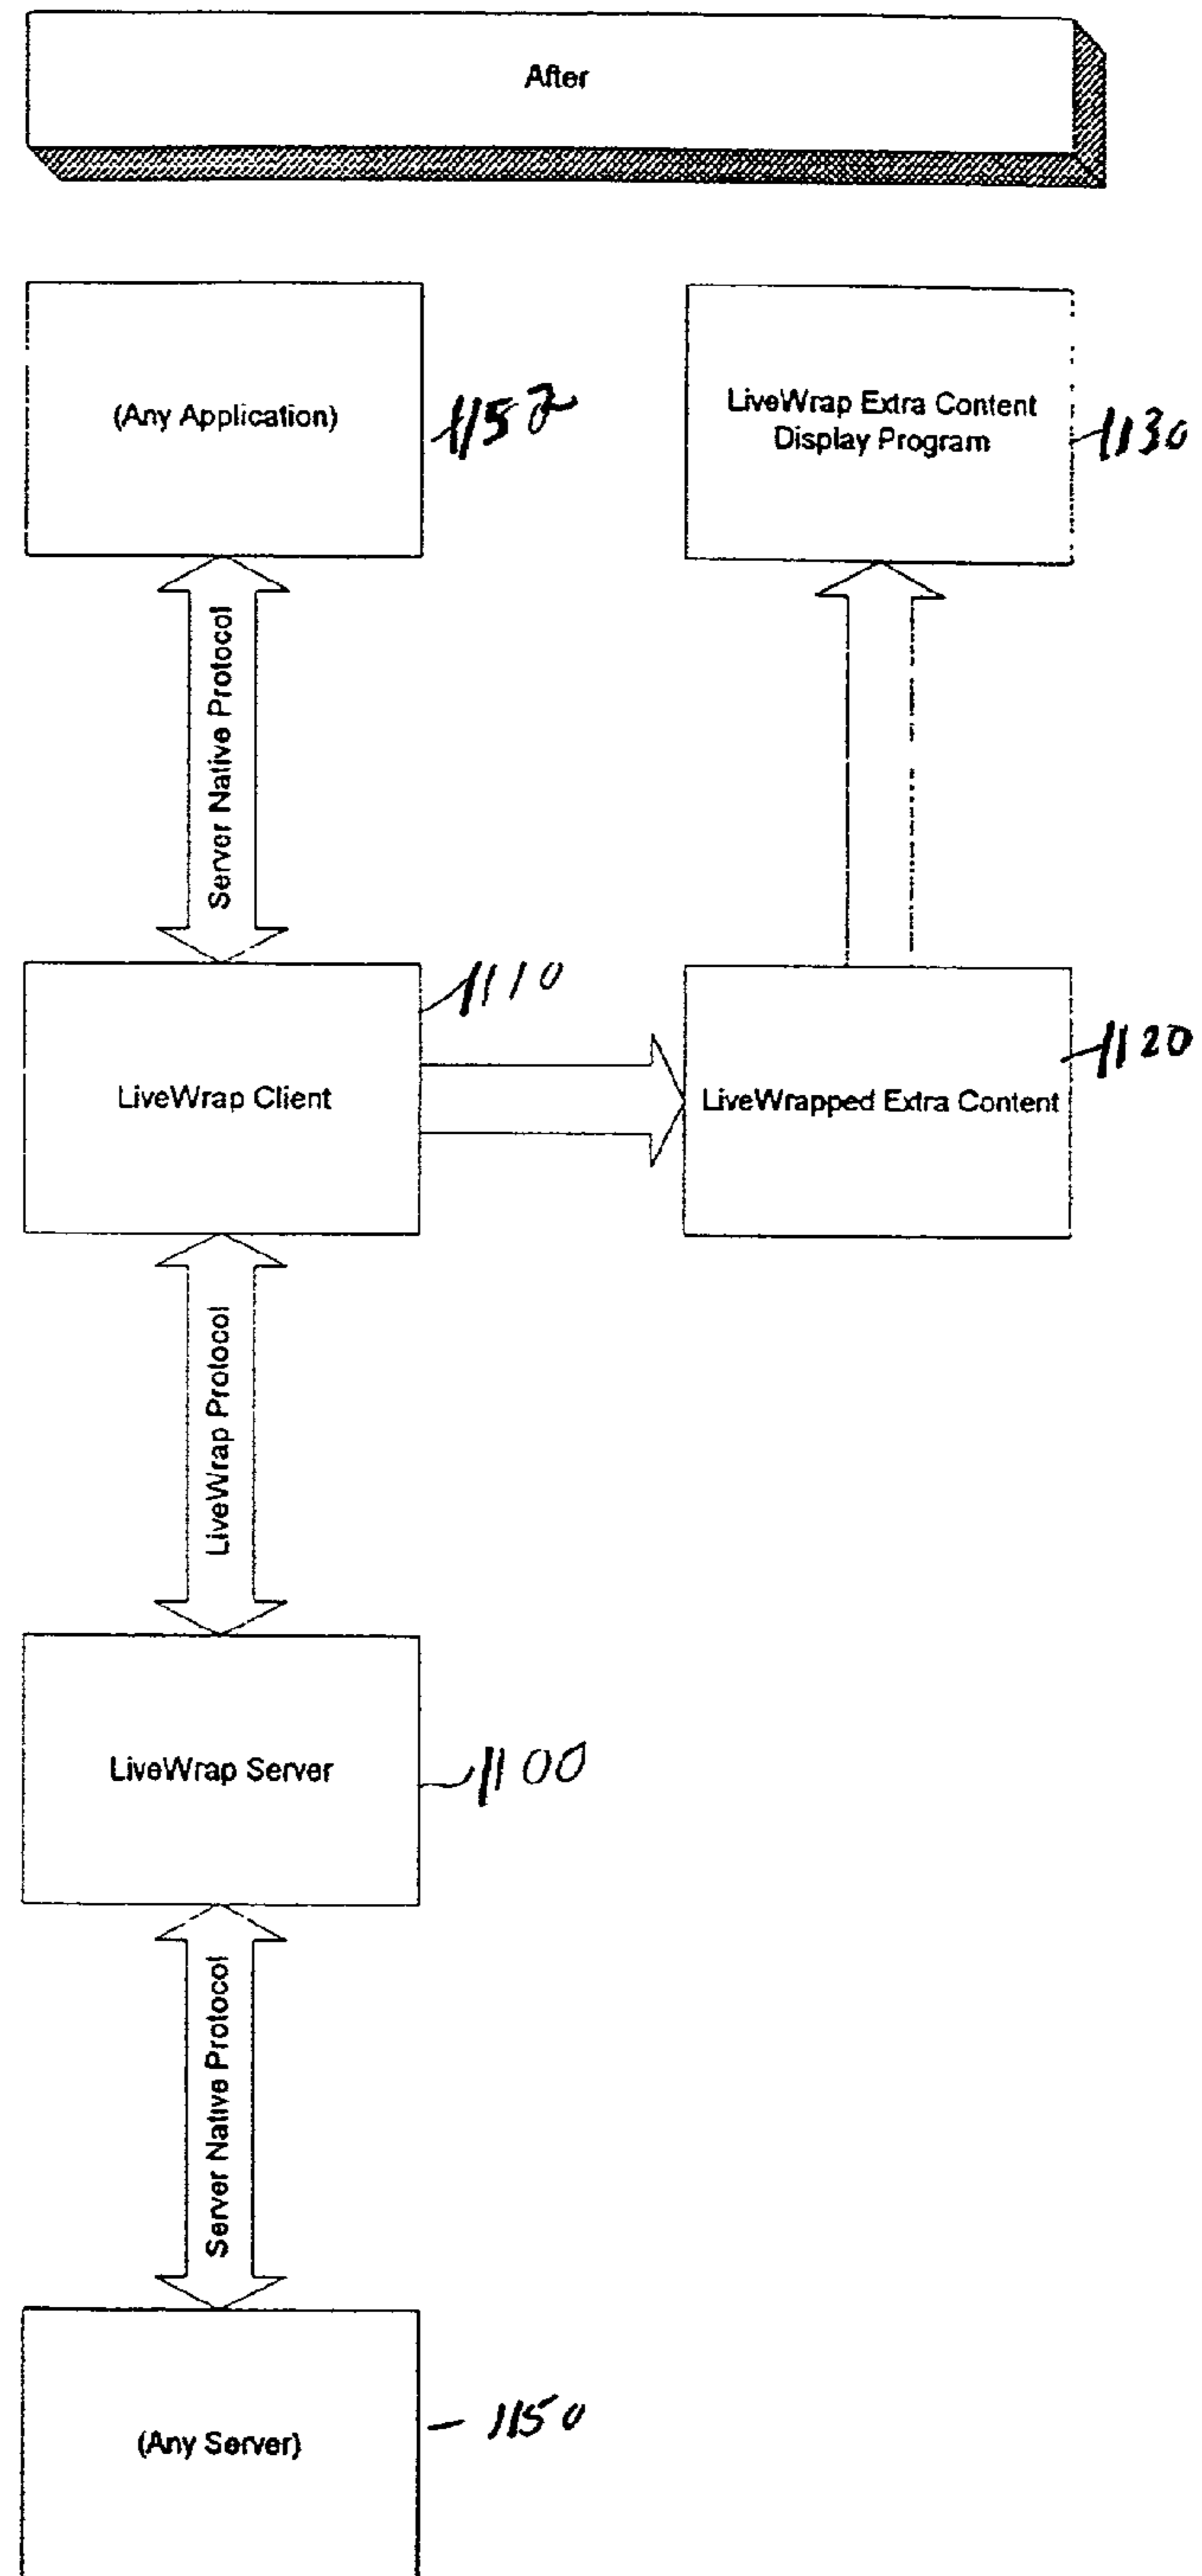 After
(Any Application)
1152
LiveWrap Extra Content
Display Program
1130
Server Native Protocol
1110
LiveWrap Client
LiveWrapped Extra Content
1120
LiveWrap Protocol
LiveWrap Server
1100
Server Native Protocol
(Any Server)
1150